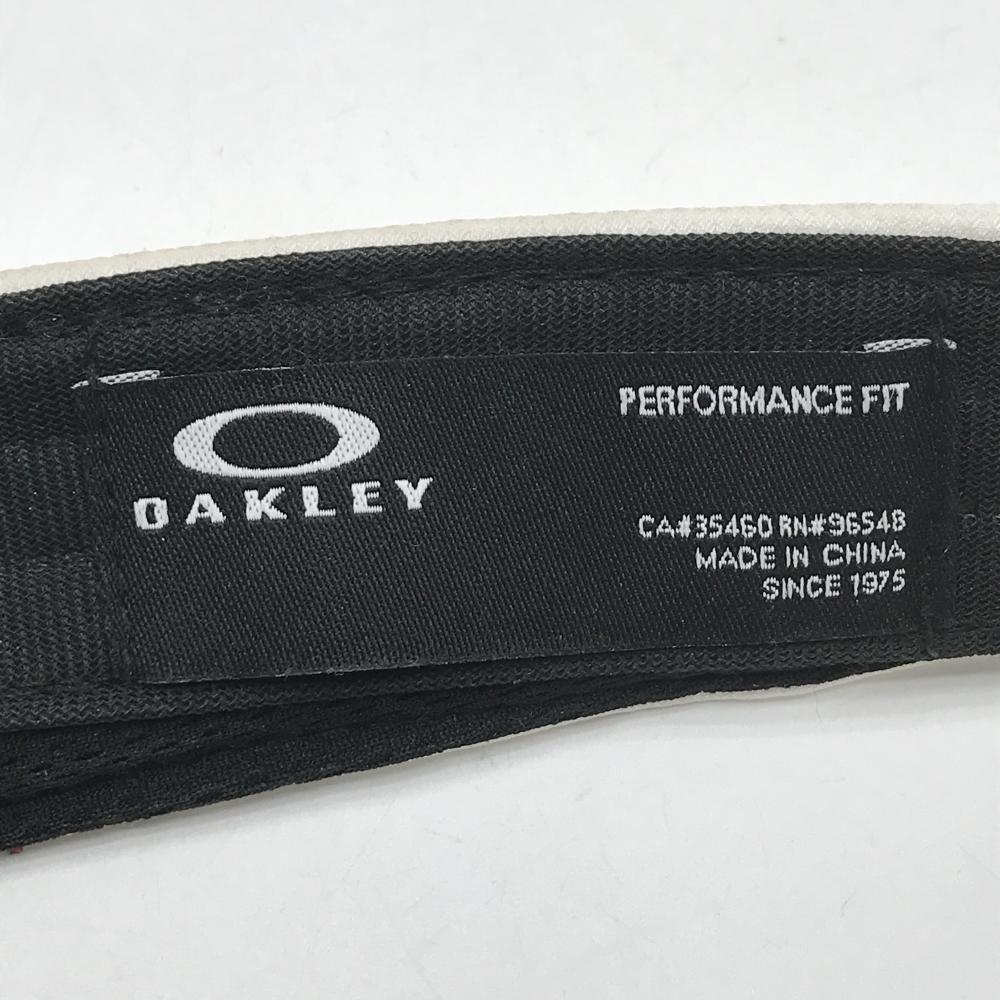 OAKLEY
PERFORMANCE FIT
CA#35460 RN#96548
MADE IN CHINA
SINCE 1975